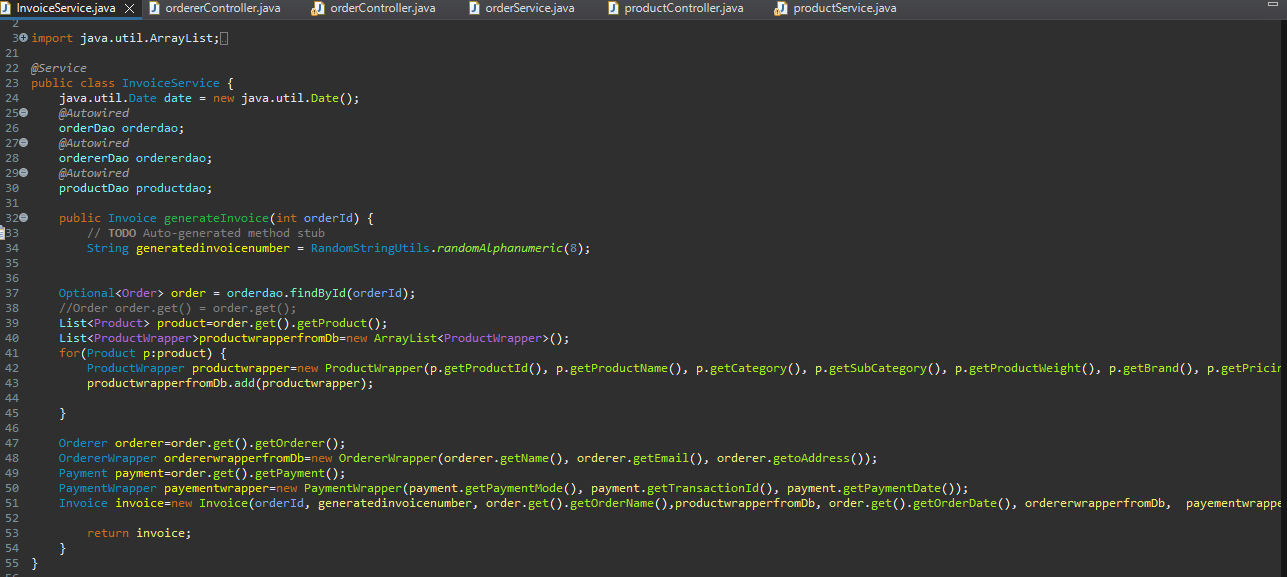 InvoiceService.java ordererController.java orderController.java orderService.java productController.java productService.java
2
3 import java.util.ArrayList;
21
22 @Service
23 public class InvoiceService {
24 java.util.Date date = new java.util.Date();
25 @Autowired
26 orderDao orderdao;
27 @Autowired
28 ordererDao ordererdao;
29 @Autowired
30 productDao productdao;
31
32 public Invoice generateInvoice(int orderId) {
33 // TODO Auto-generated method stub
34 String generatedinvoicenumber = RandomStringUtils.randomAlphanumeric(8);
35
36
37 Optional<Order> order = orderdao.findById(orderId);
38 //Order order.get() = order.get();
39 List<Product> product=order.get().getProduct();
40 List<ProductWrapper>productwrapperfromDb=new ArrayList<ProductWrapper>();
41 for(Product p:product) {
42 ProductWrapper productwrapper=new ProductWrapper(p.getProductId(), p.getProductName(), p.getCategory(), p.getSubCategory(), p.getProductWeight(), p.getBrand(), p.getPricin
43 productwrapperfromDb.add(productwrapper);
44
45 }
46
47 Orderer orderer=order.get().getOrderer();
48 OrdererWrapper ordererwrapperfromDb=new OrdererWrapper(orderer.getName(), orderer.getEmail(), orderer.getoAddress());
49 Payment payment=order.get().getPayment();
50 PaymentWrapper payementwrapper=new PaymentWrapper(payment.getPaymentMode(), payment.getTransactionId(), payment.getPaymentDate());
51 Invoice invoice=new Invoice(orderId, generatedinvoicenumber, order.get().getOrderName(),productwrapperfromDb, order.get().getOrderDate(), ordererwrapperfromDb, payementwrappe
52
53 return invoice;
54 }
55 }
56